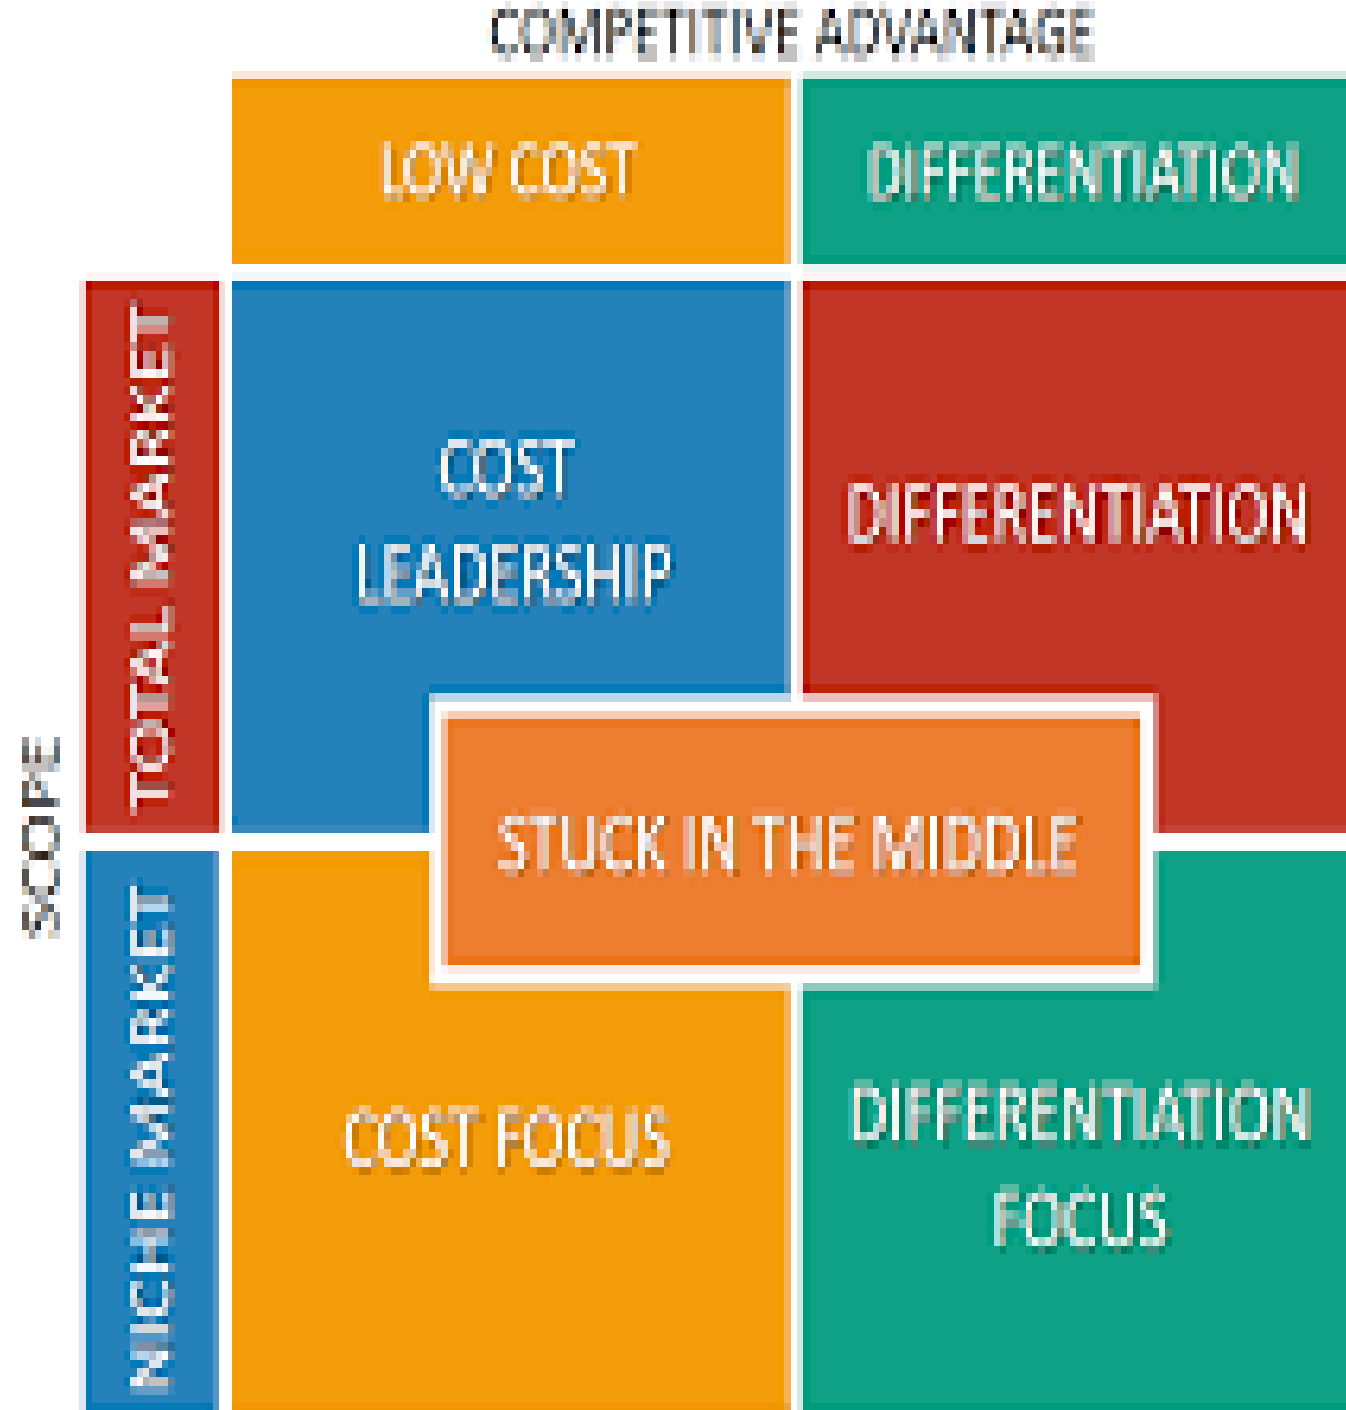 COMPETITIVE ADVANTAGE
LOW COST
DIFFERENTIATION
SCOPE
TOTAL MARKET
COST
LEADERSHIP
DIFFERENTIATION
STUCK IN THE MIDDLE
NICHE MARKET
COST FOCUS
DIFFERENTIATION
FOCUS